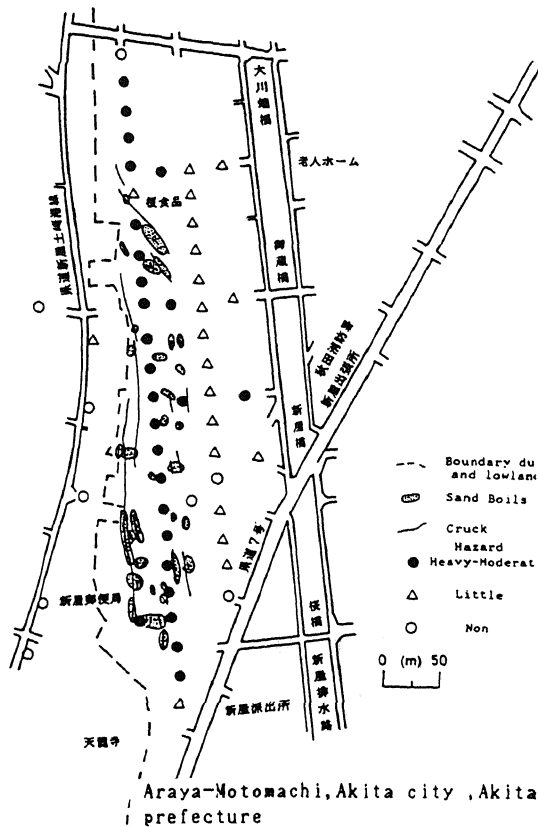 大川端橋
老人ホーム
県道新屋土崎港線
御蔵橋
秋田消防署
新屋出張所
新屋橋
Boundary du
and lowland
Sand Boils
Cruck
Hazard
Heavy-Moderat
Little
Non
0 (m) 50
県道7号
新屋郵便局
桜橋
新屋排水路
新屋派出所
天龍寺
Araya-Motomachi,Akita city ,Akita
prefecture